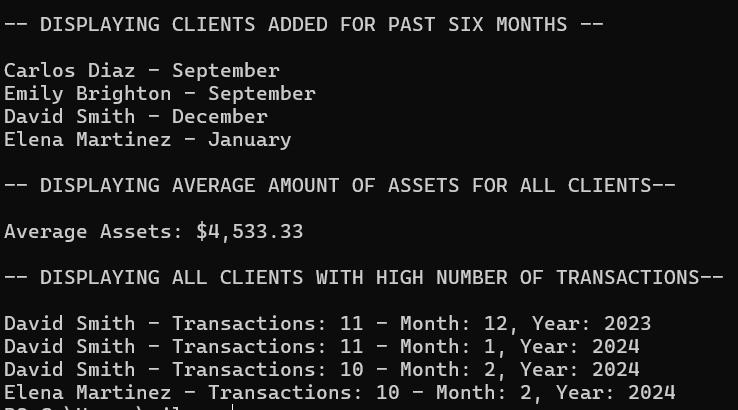 -- DISPLAYING CLIENTS ADDED FOR PAST SIX MONTHS --
Carlos Diaz - September
Emily Brighton - September
David Smith - December
Elena Martinez - January
-- DISPLAYING AVERAGE AMOUNT OF ASSETS FOR ALL CLIENTS--
Average Assets: $4,533.33
-- DISPLAYING ALL CLIENTS WITH HIGH NUMBER OF TRANSACTIONS--
David Smith - Transactions: 11 - Month: 12, Year: 2023
David Smith - Transactions: 11 - Month: 1, Year: 2024
David Smith - Transactions: 10 - Month: 2, Year: 2024
Elena Martinez - Transactions: 10 - Month: 2, Year: 2024